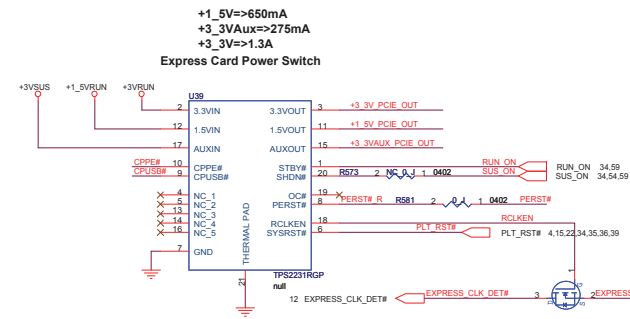 +1_5V=>650mA
+3_3VAux=>275mA
+3_3V=>1.3A
Express Card Power Switch
+3VSUS +1_5VRUN +3VRUN
U39
2 3.3VIN 3.3VOUT 3 +3_3V_PCIE_OUT
12 1.5VIN 1.5VOUT 11 +1_5V_PCIE_OUT
17 AUXIN AUXOUT 15 +3_3VAUX_PCIE_OUT
CPPE# 10 CPPE# STBY# 1 RUN_ON RUN_ON 34,59
CPUSB# 9 CPUSB# SHDN# 20 R573 2 NC_0_J 1 0402 SUS_ON SUS_ON 34,54,59
4 NC_1 OC# 19
5 NC_2 PERST# 8 PERST#_R R581 2 0_J 1 0402 PERST#
13 NC_3
14 NC_4 RCLKEN 18 RCLKEN
16 NC_5 SYSRST# 6 PLT_RST# PLT_RST# 4,15,22,34,35,36,39
7 GND
THERMAL PAD
21
TPS2231RGP
null
12 EXPRESS_CLK_DET# EXPRESS_CLK_DET# 3 D G S 1 2 EXPRESS